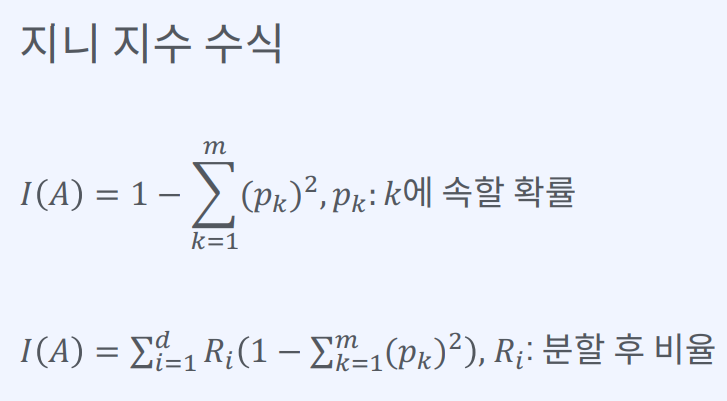 지니 지수 수식
I(A) = 1 − ∑_{k=1}^{m} (p_k)^2, p_k: k에 속할 확률
I(A) = ∑_{i=1}^{d} R_i(1 − ∑_{k=1}^{m}(p_k)^2), R_i: 분할 후 비율